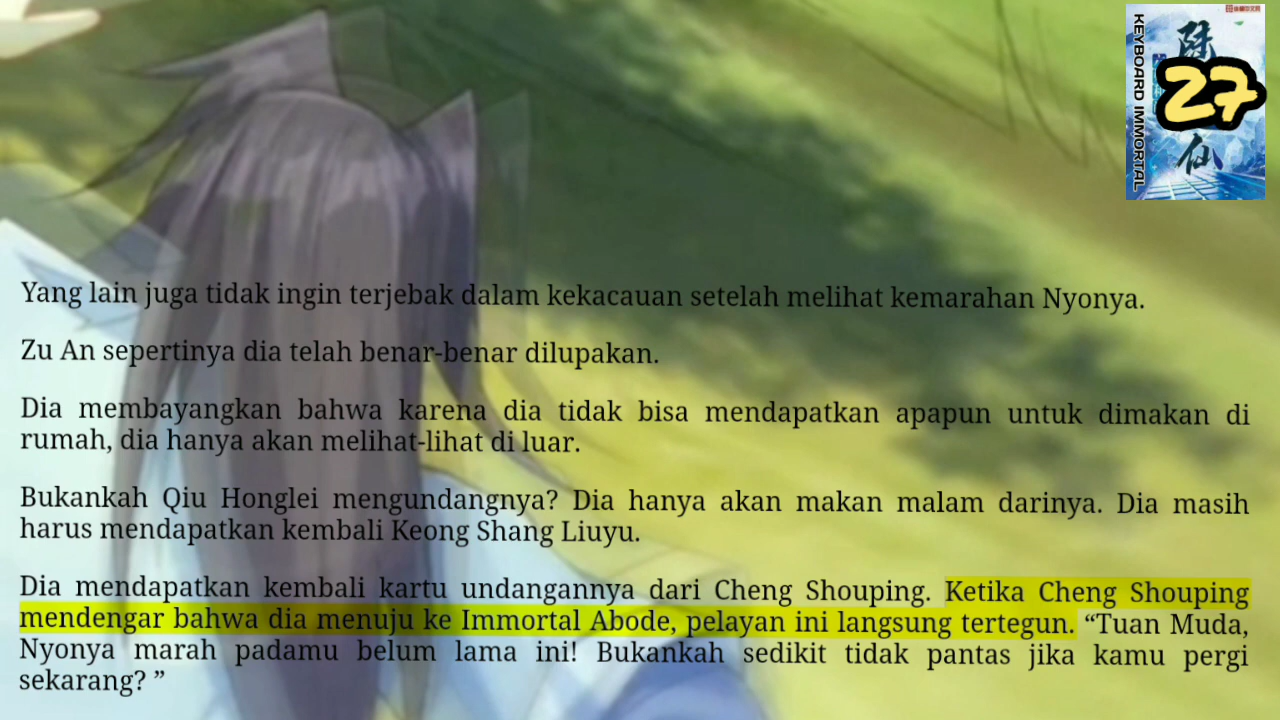 陆
27
仙
KEYBOARD IMMORTAL
Yang lain juga tidak ingin terjebak dalam kekacauan setelah melihat kemarahan Nyonya.
Zu An sepertinya dia telah benar-benar dilupakan.
Dia membayangkan bahwa karena dia tidak bisa mendapatkan apapun untuk dimakan di
rumah, dia hanya akan melihat-lihat di luar.
Bukankah Qiu Honglei mengundangnya? Dia hanya akan makan malam darinya. Dia masih
harus mendapatkan kembali Keong Shang Liuyu.
Dia mendapatkan kembali kartu undangannya dari Cheng Shouping. Ketika Cheng Shouping
mendengar bahwa dia menuju ke Immortal Abode, pelayan ini langsung tertegun. “Tuan Muda,
Nyonya marah padamu belum lama ini! Bukankah sedikit tidak pantas jika kamu pergi
sekarang? ”